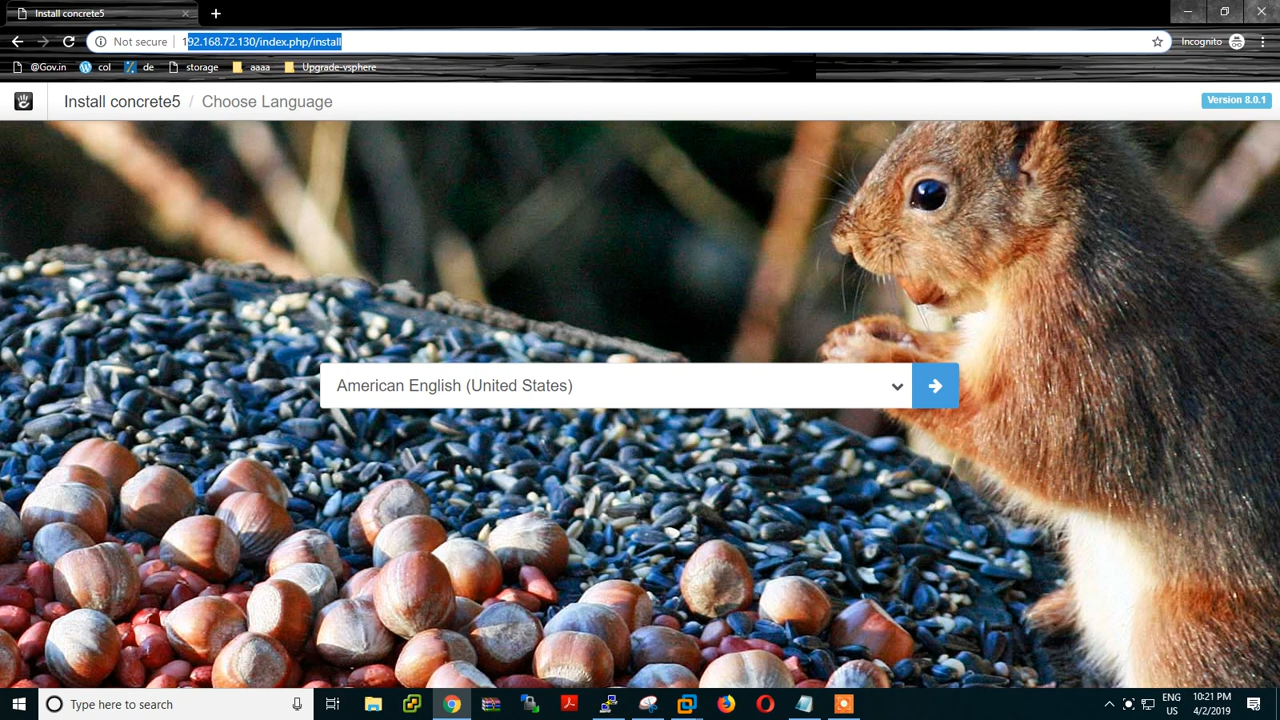 Install concrete5
Not secure
192.168.72.130/index.php/install
Incognito
@Gov.in
col
de
storage
aaaa
Upgrade-vsphere
Install concrete5 / Choose Language
Version 8.0.1
American English (United States)
Type here to search
ENG
US
10:21 PM
4/2/2019